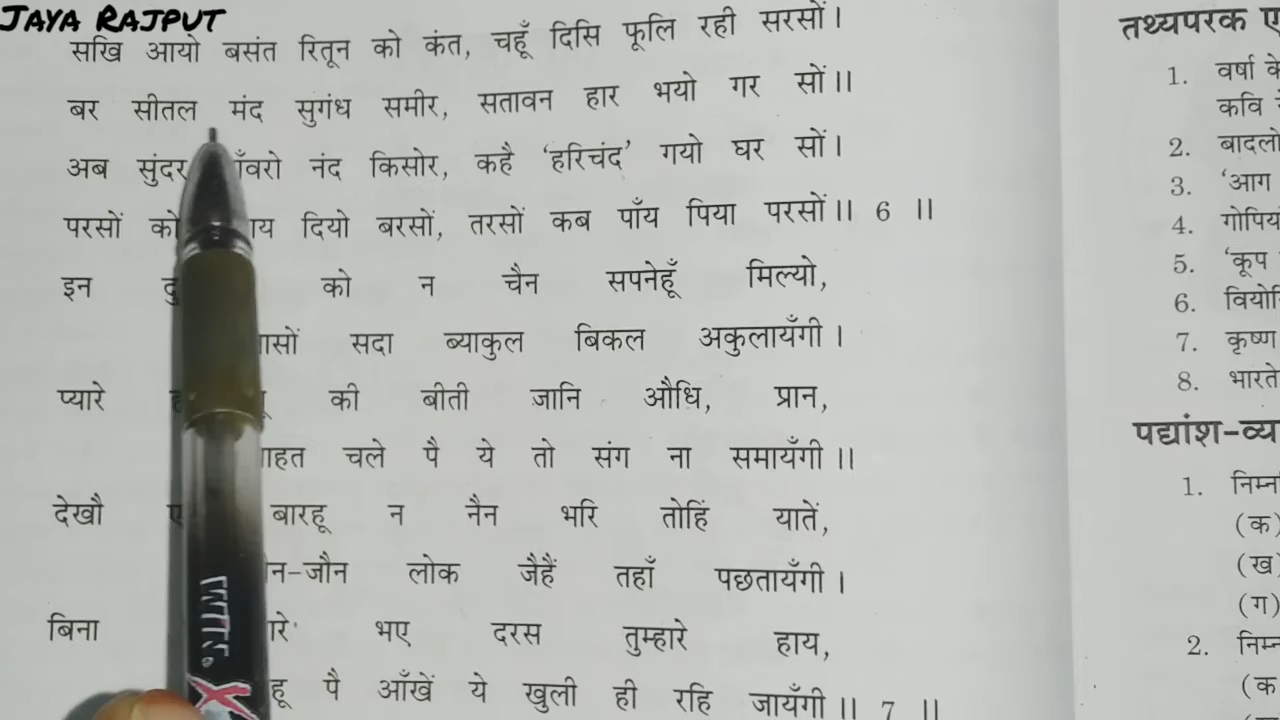 JAYA RAJPUT
सखि आयो बसंत रितून को कंत, चहूँ दिसि फूलि रही सरसों।
बर सीतल मंद सुगंध समीर, सतावन हार भयो गर सों।।
अब सुंदर ाँवरो नंद किसोर, कहै ‘हरिचंद’ गयो घर सों।
परसों को ाय दियो बरसों, तरसों कब पाँय पिया परसों।। 6 ।।
इन दु को न चैन सपनेहूँ मिल्यो,
ासों सदा ब्याकुल बिकल अकुलायँगी।
प्यारे ह ू की बीती जानि औधि, प्रान,
ाहत चले पै ये तो संग ना समायँगी।।
देखौ ए बारहू न नैन भरि तोहिं यातें,
न-जौन लोक जैहैं तहाँ पछतायँगी।
बिना रे भए दरस तुम्हारे हाय,
हू पै आँखें ये खुली ही रहि जायँगी।। 7 ।।
तथ्यपरक ए
1. वर्षा के
कवि ने
2. बादलों
3. ‘आग
4. गोपिय
5. ‘कूप
6. वियोगि
7. कृष्ण
8. भारते
पद्यांश-व्य
1. निम्न
(क)
(ख)
(ग)
2. निम्न
(क
WIN.
X